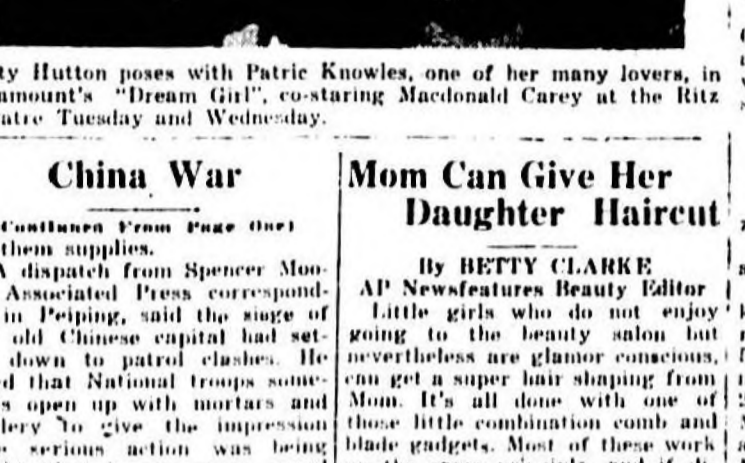 ty Hutton poses with Patric Knowles, one of her many lovers, in
amount's "Dream Girl", co-staring Macdonald Carey at the Ritz
atre Tuesday and Wednesday.
China War
(Continued From Page One)
them supplies.
A dispatch from Spencer Moo-
Associated Press correspond-
in Peiping, said the siege of
old Chinese capital had set-
down to patrol clashes. He
d that National troops some-
s open up with mortars and
lery to give the impression
serious action was being
Mom Can Give Her
Daughter Haircut
By BETTY CLARKE
AP Newsfeatures Beauty Editor
Little girls who do not enjoy
going to the beauty salon but
nevertheless are glamor conscious,
can get a super hair shaping from
Mom. It's all done with one of
those little combination comb and
blade gadgets. Most of these work